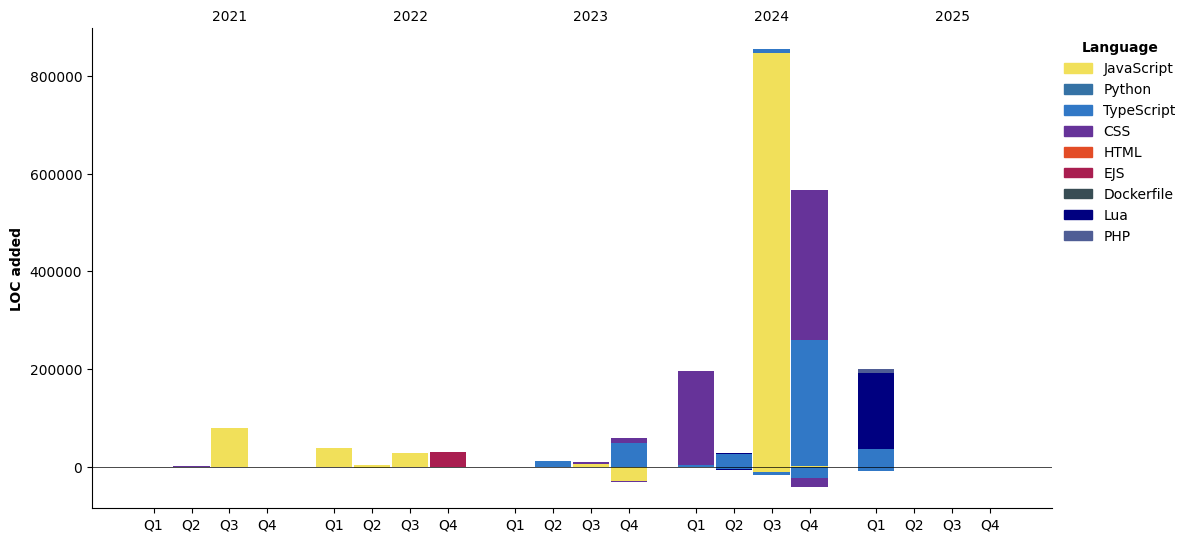 2021 2022 2023 2024 2025
Language
JavaScript
Python
TypeScript
CSS
HTML
EJS
Dockerfile
Lua
PHP
LOC added
800000
600000
400000
200000
0
Q1 Q2 Q3 Q4 Q1 Q2 Q3 Q4 Q1 Q2 Q3 Q4 Q1 Q2 Q3 Q4 Q1 Q2 Q3 Q4